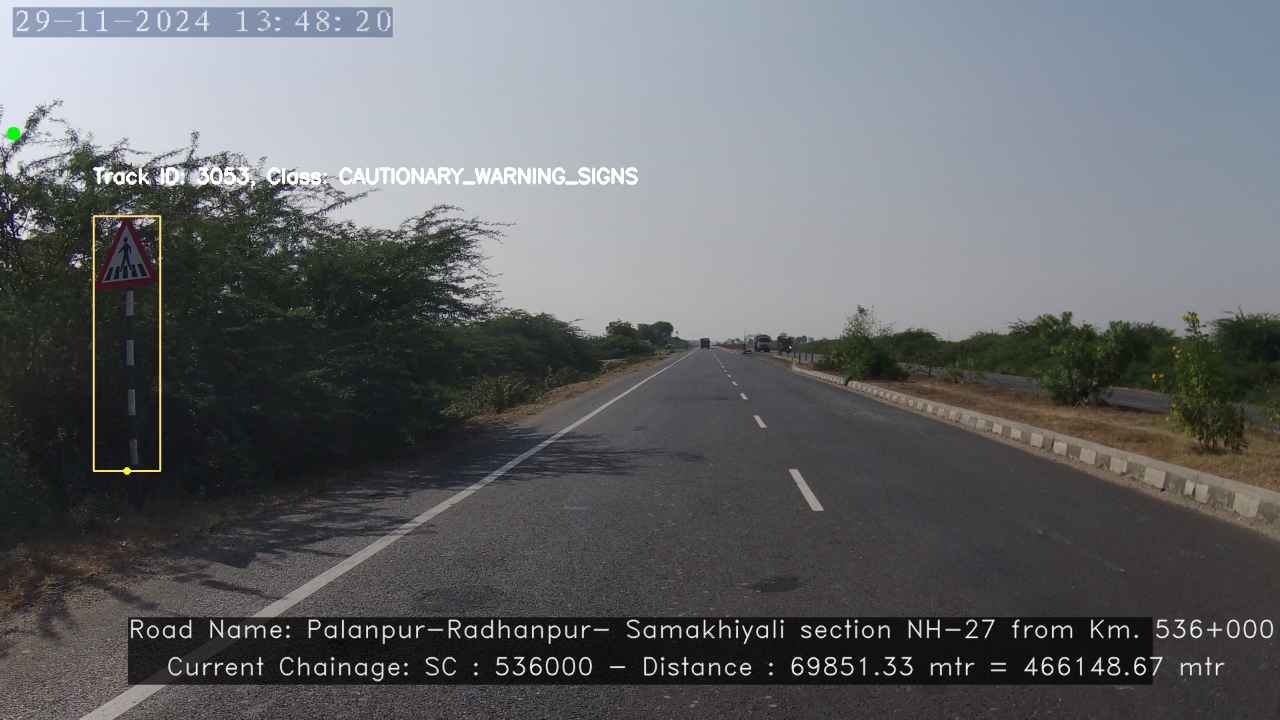 29-11-2024 13:48:20
Track ID: 3053, Class: CAUTIONARY_WARNING_SIGNS
Road Name: Palanpur-Radhanpur- Samakhiyali section NH-27 from Km. 536+000
Current Chainage: SC : 536000 - Distance : 69851.33 mtr = 466148.67 mtr